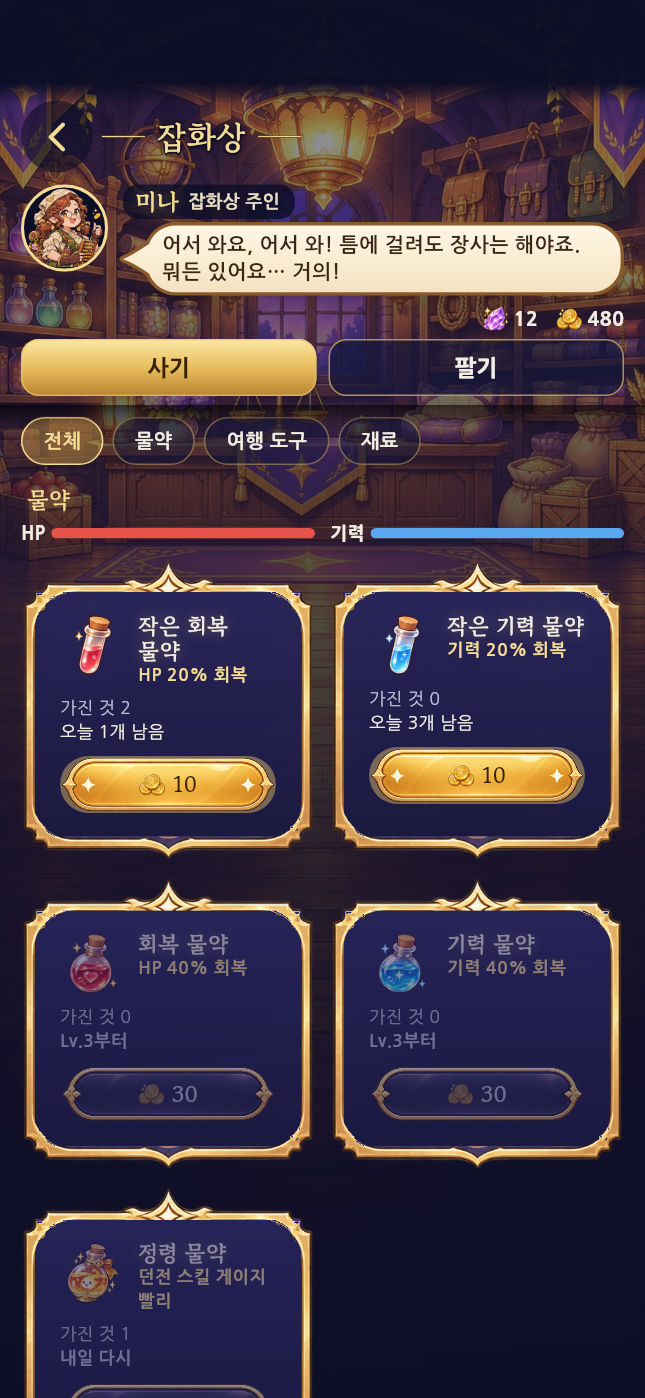 잡화상
미나 잡화상 주인
어서 와요, 어서 와! 틈에 걸려도 장사는 해야죠.
뭐든 있어요… 거의!
12 480
사기 팔기
전체 물약 여행 도구 재료
물약
HP 기력
작은 회복
물약
HP 20% 회복
가진 것 2
오늘 1개 남음
10
작은 기력 물약
기력 20% 회복
가진 것 0
오늘 3개 남음
10
회복 물약
HP 40% 회복
가진 것 0
Lv.3부터
30
기력 물약
기력 40% 회복
가진 것 0
Lv.3부터
30
정령 물약
던전 스킬 게이지
빨리
가진 것 1
내일 다시